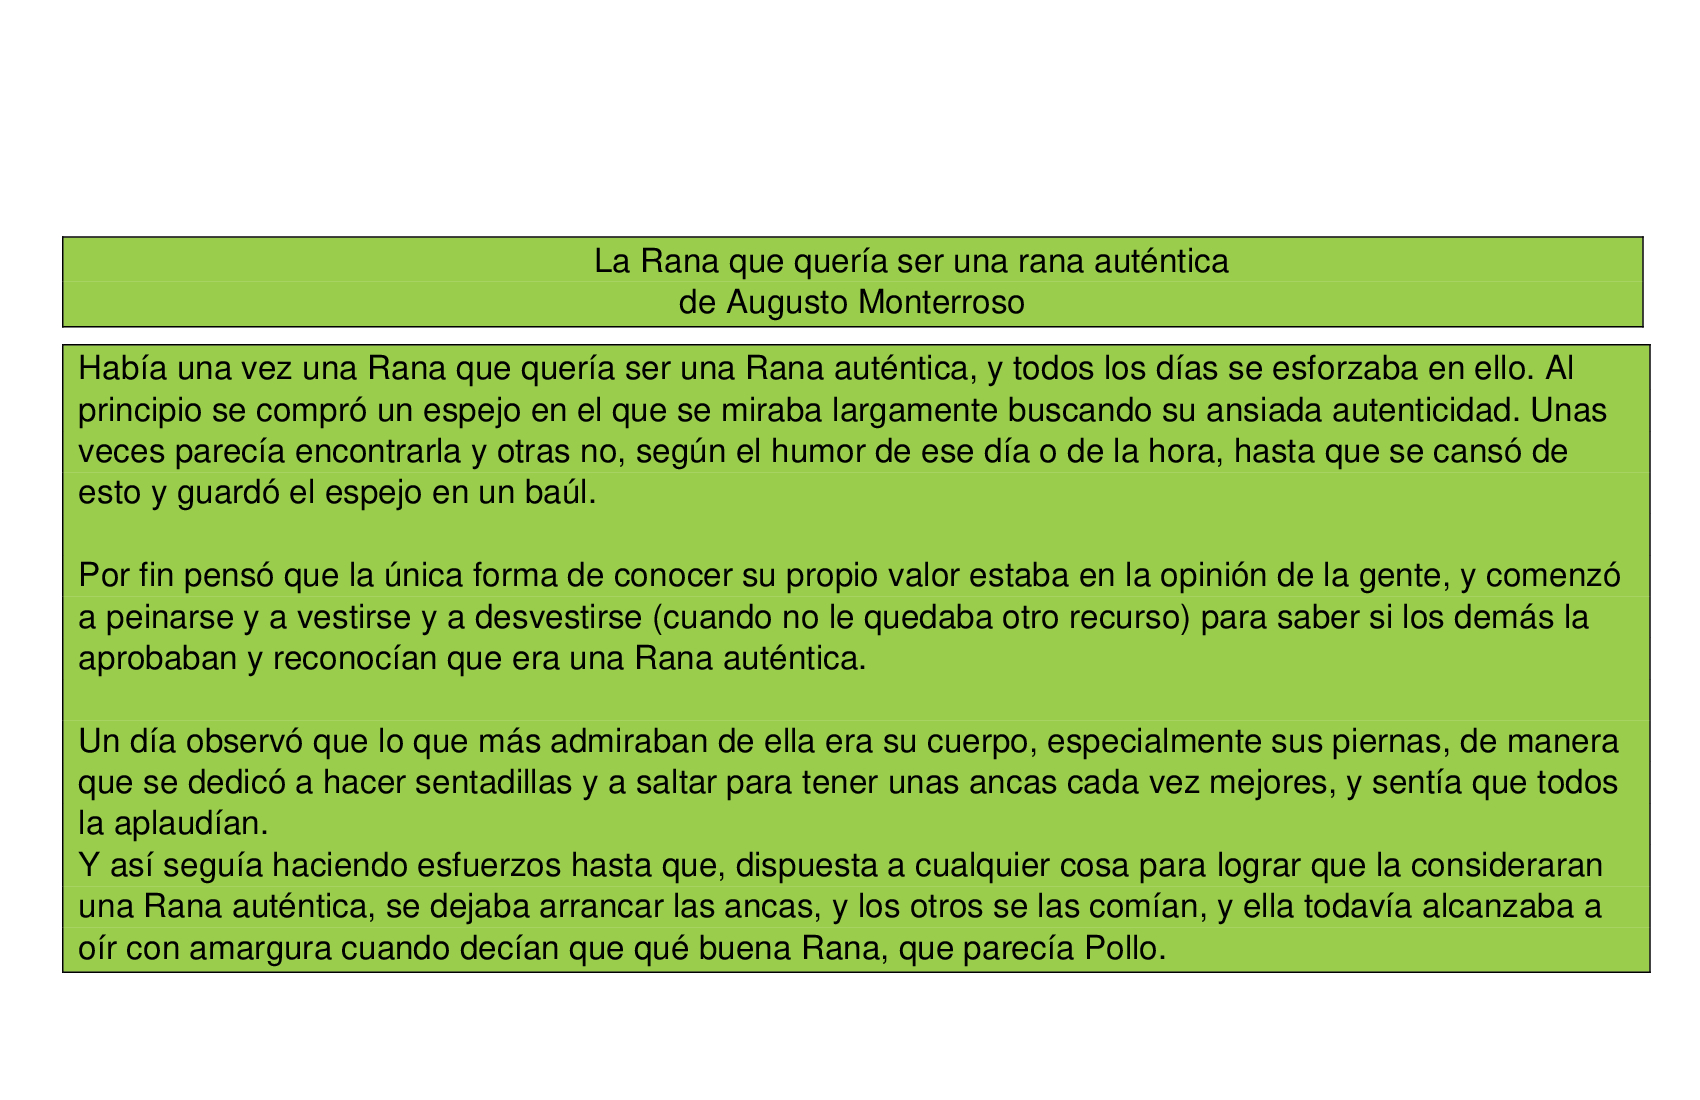 La Rana que quería ser una rana auténtica
de Augusto Monterroso
Había una vez una Rana que quería ser una Rana auténtica, y todos los días se esforzaba en ello. Al
principio se compró un espejo en el que se miraba largamente buscando su ansiada autenticidad. Unas
veces parecía encontrarla y otras no, según el humor de ese día o de la hora, hasta que se cansó de
esto y guardó el espejo en un baúl.
Por fin pensó que la única forma de conocer su propio valor estaba en la opinión de la gente, y comenzó
a peinarse y a vestirse y a desvestirse (cuando no le quedaba otro recurso) para saber si los demás la
aprobaban y reconocían que era una Rana auténtica.
Un día observó que lo que más admiraban de ella era su cuerpo, especialmente sus piernas, de manera
que se dedicó a hacer sentadillas y a saltar para tener unas ancas cada vez mejores, y sentía que todos
la aplaudían.
Y así seguía haciendo esfuerzos hasta que, dispuesta a cualquier cosa para lograr que la consideraran
una Rana auténtica, se dejaba arrancar las ancas, y los otros se las comían, y ella todavía alcanzaba a
oír con amargura cuando decían que qué buena Rana, que parecía Pollo.